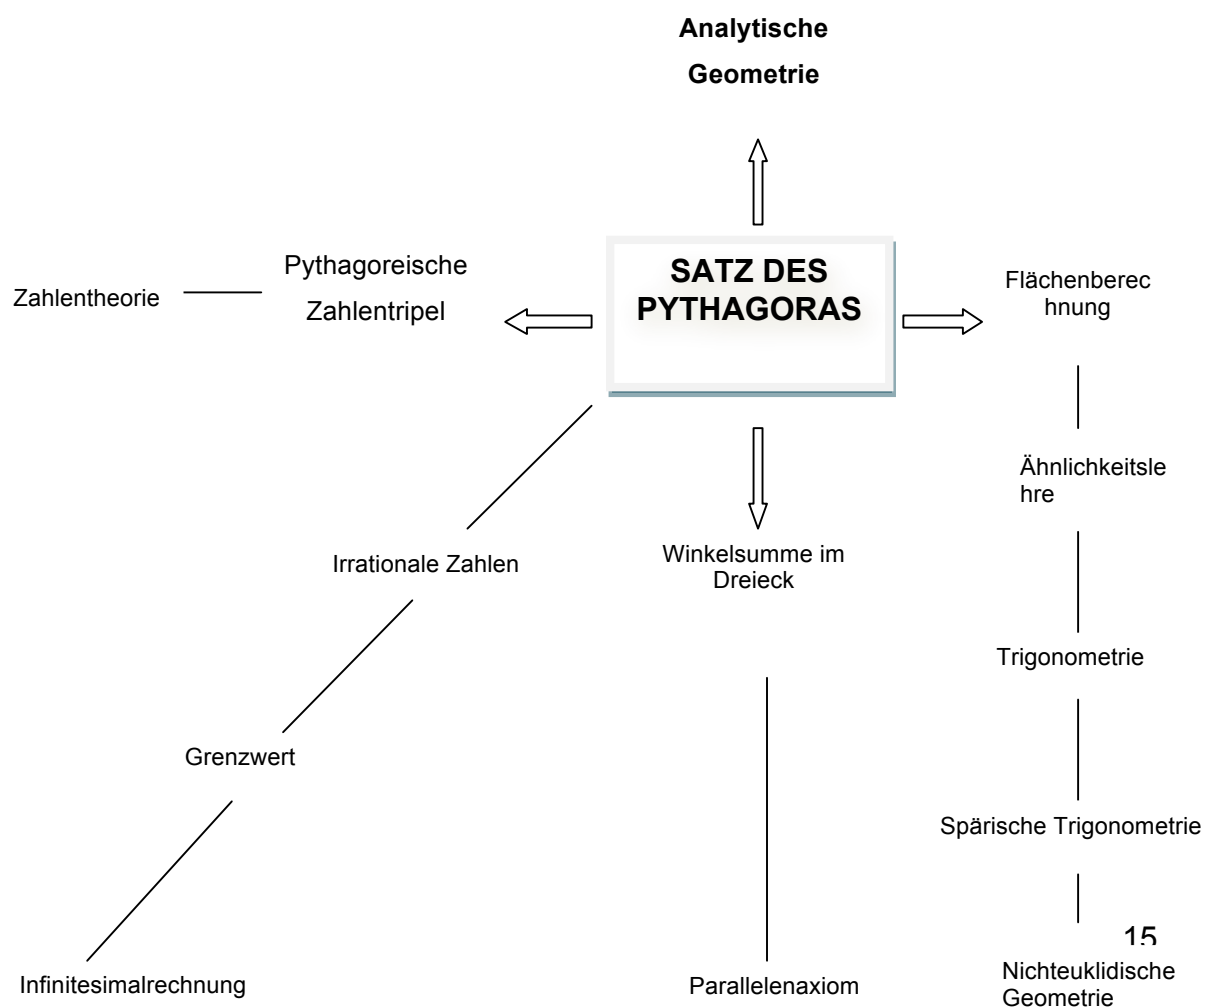 Analytische
Geometrie
SATZ DES
PYTHAGORAS
Pythagoreische
Zahlentripel
Zahlentheorie
Flächenberec
hnung
Ähnlichkeitsle
hre
Irrationale Zahlen
Winkelsumme im
Dreieck
Trigonometrie
Grenzwert
Spärische Trigonometrie
15
Infinitesimalrechnung
Parallelenaxiom
Nichteuklidische
Geometrie